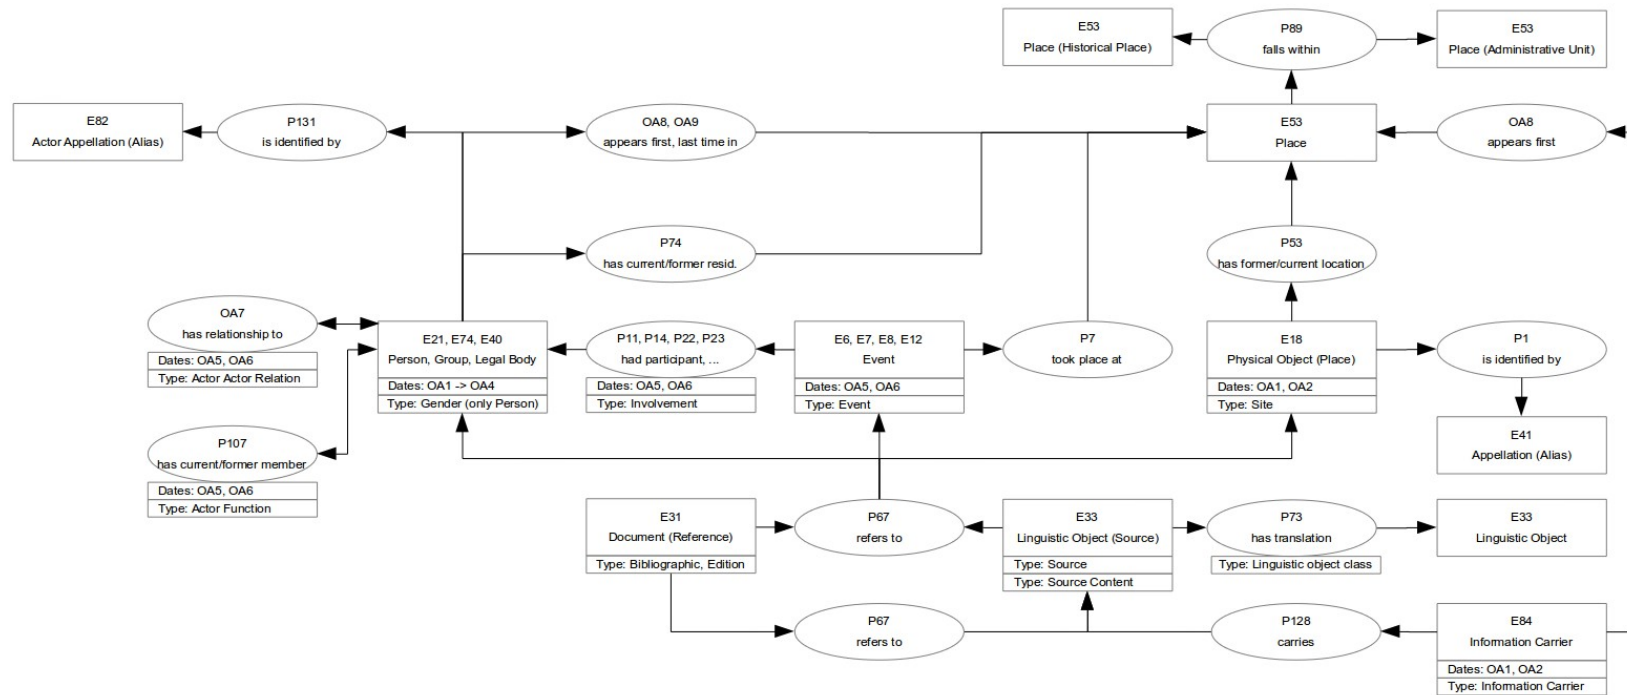 E53
Place (Historical Place)
P89
falls within
E53
Place (Administrative Unit)
E82
Actor Appellation (Alias)
P131
is identified by
OA8, OA9
appears first, last time in
E53
Place
OA8
appears first
P74
has current/former resid.
P53
has former/current location
OA7
has relationship to
Dates: OA5, OA6
Type: Actor Actor Relation
E21, E74, E40
Person, Group, Legal Body
Dates: OA1 -> OA4
Type: Gender (only Person)
P11, P14, P22, P23
had participant, ...
Dates: OA5, OA6
Type: Involvement
E6, E7, E8, E12
Event
Dates: OA5, OA6
Type: Event
P7
took place at
E18
Physical Object (Place)
Dates: OA1, OA2
Type: Site
P1
is identified by
P107
has current/former member
Dates: OA5, OA6
Type: Actor Function
E41
Appellation (Alias)
E31
Document (Reference)
Type: Bibliographic, Edition
P67
refers to
E33
Linguistic Object (Source)
Type: Source
Type: Source Content
P73
has translation
Type: Linguistic object class
E33
Linguistic Object
P67
refers to
P128
carries
E84
Information Carrier
Dates: OA1, OA2
Type: Information Carrier